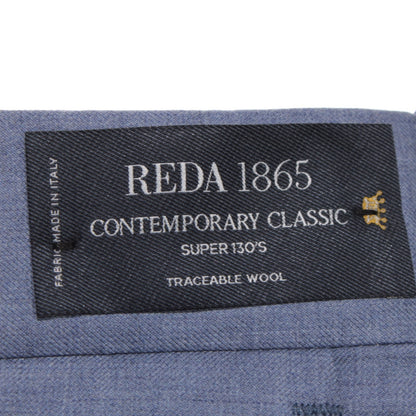 REDA 1865
CONTEMPORARY CLASSIC
SUPER 130'S
TRACEABLE WOOL
FABRIC MADE IN ITALY